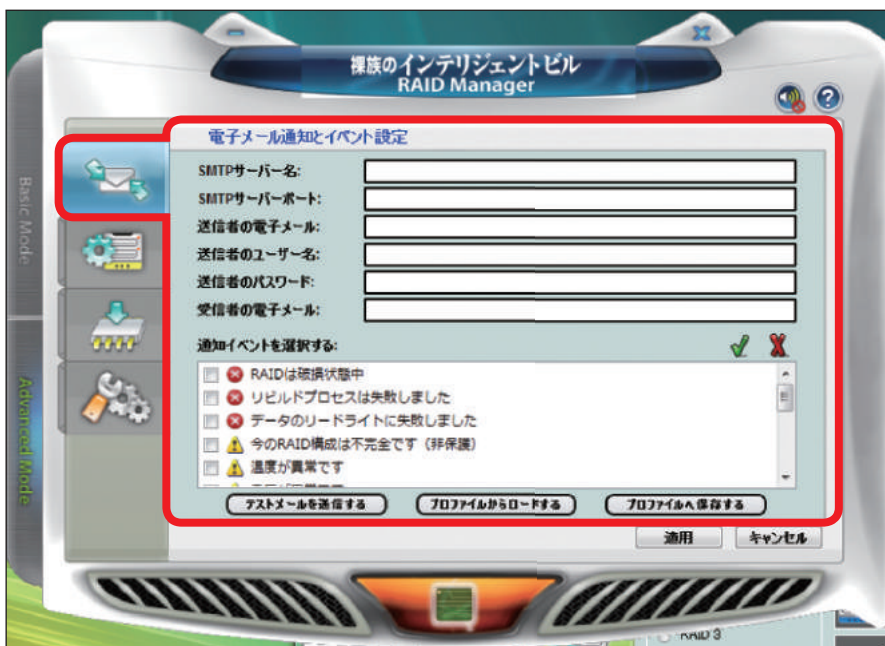 裸族のインテリジェントビル
RAID Manager
電子メール通知とイベント設定
SMTPサーバー名:
SMTPサーバーポート:
送信者の電子メール:
送信者のユーザー名:
送信者のパスワード:
受信者の電子メール:
通知イベントを選択する:
RAIDは破損状態中
リビルドプロセスは失敗しました
データのリードライトに失敗しました
今のRAID構成は不完全です（非保護）
温度が異常です
テストメールを送信する
プロファイルからロードする
プロファイルへ保存する
適用
キャンセル
Basic Mode
Advanced Mode
RAID 3